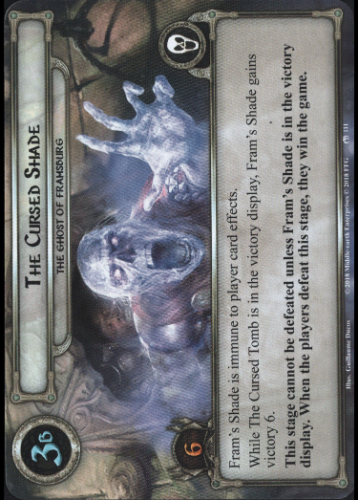 3B
THE CURSED SHADE
THE GHOST OF FRAMSBURG
6
Fram's Shade is immune to player card effects.
While The Cursed Tomb is in the victory display, Fram's Shade gains
victory 6.
This stage cannot be defeated unless Fram's Shade is in the victory
display. When the players defeat this stage, they win the game.
Illus. Guillaume Ducos © 2018 Middle-earth Enterprises © 2018 FFG 111